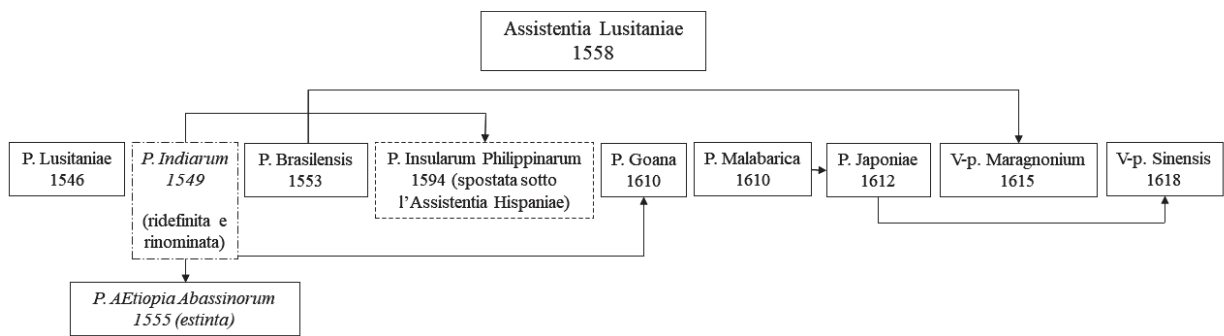 Assistentia Lusitaniae
1558
P. Lusitaniae
1546
P. Indiarum
1549
(ridefinita e
rinominata)
P. Brasilensis
1553
P. Insularum Philippinarum
1594 (spostata sotto
l’Assistentia Hispaniae)
P. Goana
1610
P. Malabarica
1610
P. Japoniae
1612
V-p. Maragnonium
1615
V-p. Sinensis
1618
P. AEtiopia Abassinorum
1555 (estinta)